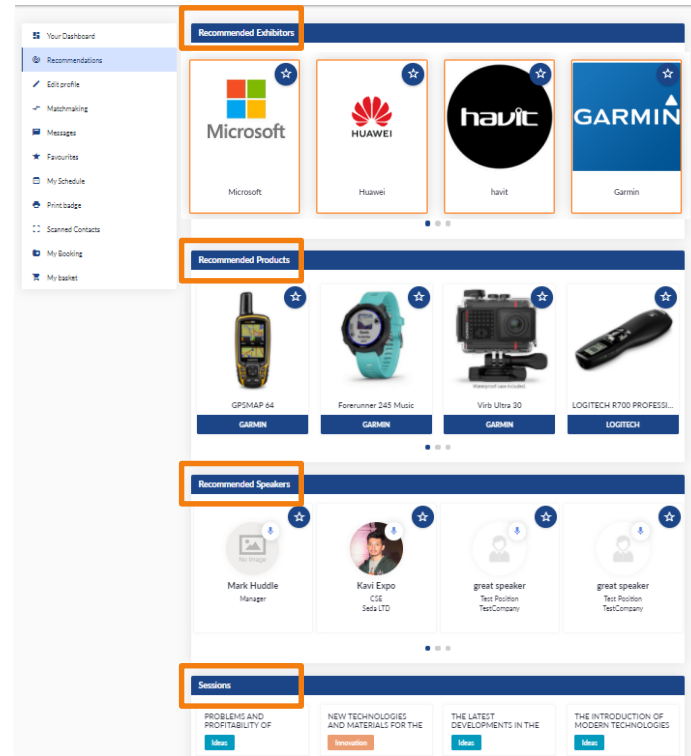 Your Dashboard
Recommendations
Edit profile
Matchmaking
Messages
Favourites
My Schedule
Print badge
Scanned Contacts
My Booking
My basket
Recommended Exhibitors
Microsoft
HUAWEI
havit
GARMIN
Microsoft
Huawei
havit
Garmin
Recommended Products
Waterproof case included
GPSMAP 64
Forerunner 245 Music
Virb Ultra 30
LOGITECH R700 PROFESSI...
GARMIN
GARMIN
GARMIN
LOGITECH
Recommended Speakers
No Image
Mark Huddle
Manager
Kavi Expo
CSE
Seda LTD
great speaker
Test Position
TestCompany
great speaker
Test Position
TestCompany
Sessions
PROBLEMS AND
PROFITABILITY OF
Ideas
NEW TECHNOLOGIES
AND MATERIALS FOR THE
Innovation
THE LATEST
DEVELOPMENTS IN THE
Ideas
THE INTRODUCTION OF
MODERN TECHNOLOGIES
Ideas